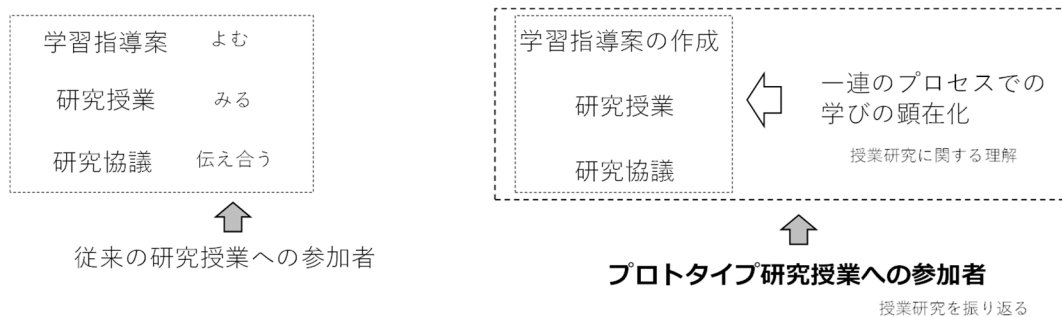 学習指導案 よむ
研究授業 みる
研究協議 伝え合う
従来の研究授業への参加者
学習指導案の作成
研究授業
研究協議
一連のプロセスでの
学びの顕在化
授業研究に関する理解
プロトタイプ研究授業への参加者
授業研究を振り返る